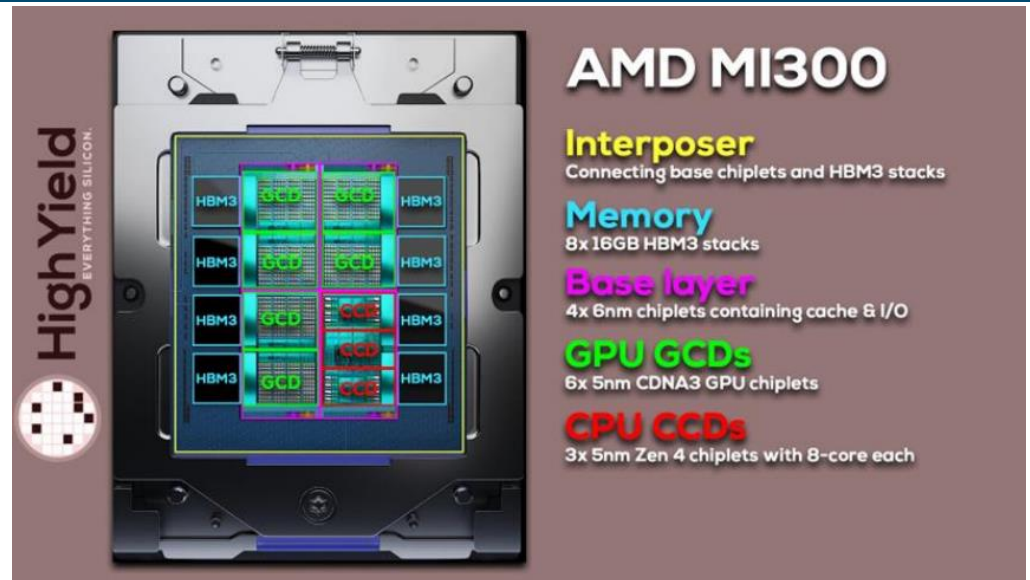 AMD MI300
HighYield
EVERYTHING SILICON.
Interposer
Connecting base chiplets and HBM3 stacks
Memory
8x 16GB HBM3 stacks
Base layer
4x 6nm chiplets containing cache & I/O
GPU GCDs
6x 5nm CDNA3 GPU chiplets
CPU CCDs
3x 5nm Zen 4 chiplets with 8-core each
HBM3 GCD GCD HBM3
HBM3 GCD GCD HBM3
HBM3 GCD CCD HBM3
CCD
HBM3 GCD CCD HBM3